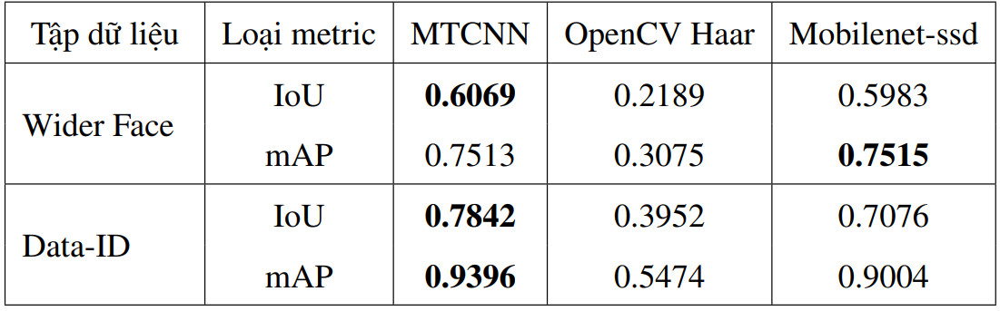 Tập dữ liệu Loại metric MTCNN OpenCV Haar Mobilenet-ssd
Wider Face IoU 0.6069 0.2189 0.5983
mAP 0.7513 0.3075 0.7515
Data-ID IoU 0.7842 0.3952 0.7076
mAP 0.9396 0.5474 0.9004